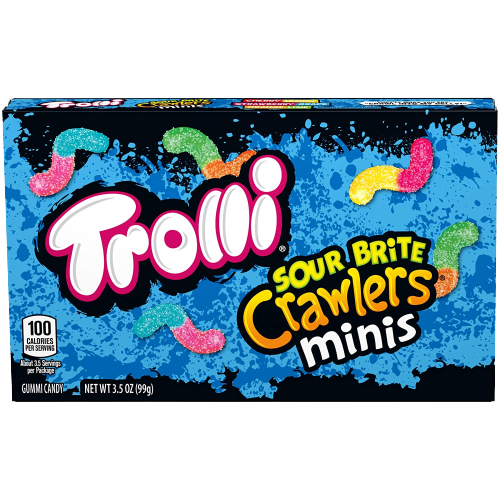 Trolli
Trolli®
SOUR BRITE
Crawlers®
minis
100
CALORIES
PER SERVING
About 3.5 Servings
per Package
GUMMI CANDY
NET WT 3.5 OZ (99g)